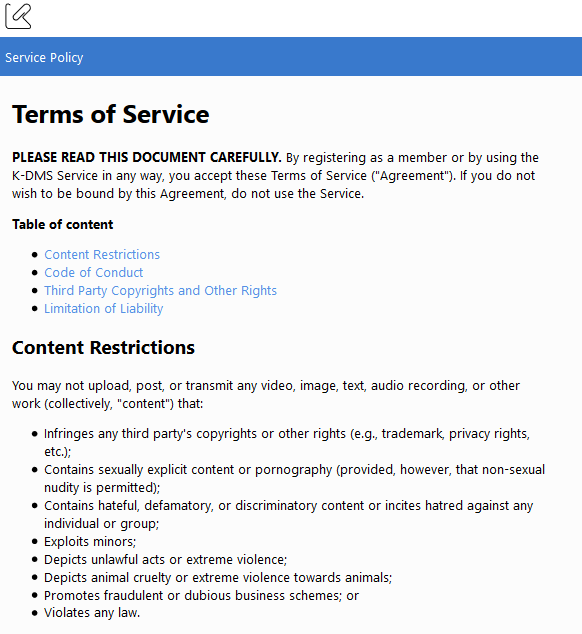 Service Policy
Terms of Service
PLEASE READ THIS DOCUMENT CAREFULLY. By registering as a member or by using the
K-DMS Service in any way, you accept these Terms of Service ("Agreement"). If you do not
wish to be bound by this Agreement, do not use the Service.
Table of content
Content Restrictions
Code of Conduct
Third Party Copyrights and Other Rights
Limitation of Liability
Content Restrictions
You may not upload, post, or transmit any video, image, text, audio recording, or other
work (collectively, "content") that:
Infringes any third party's copyrights or other rights (e.g., trademark, privacy rights,
etc.);
Contains sexually explicit content or pornography (provided, however, that non-sexual
nudity is permitted);
Contains hateful, defamatory, or discriminatory content or incites hatred against any
individual or group;
Exploits minors;
Depicts unlawful acts or extreme violence;
Depicts animal cruelty or extreme violence towards animals;
Promotes fraudulent or dubious business schemes; or
Violates any law.